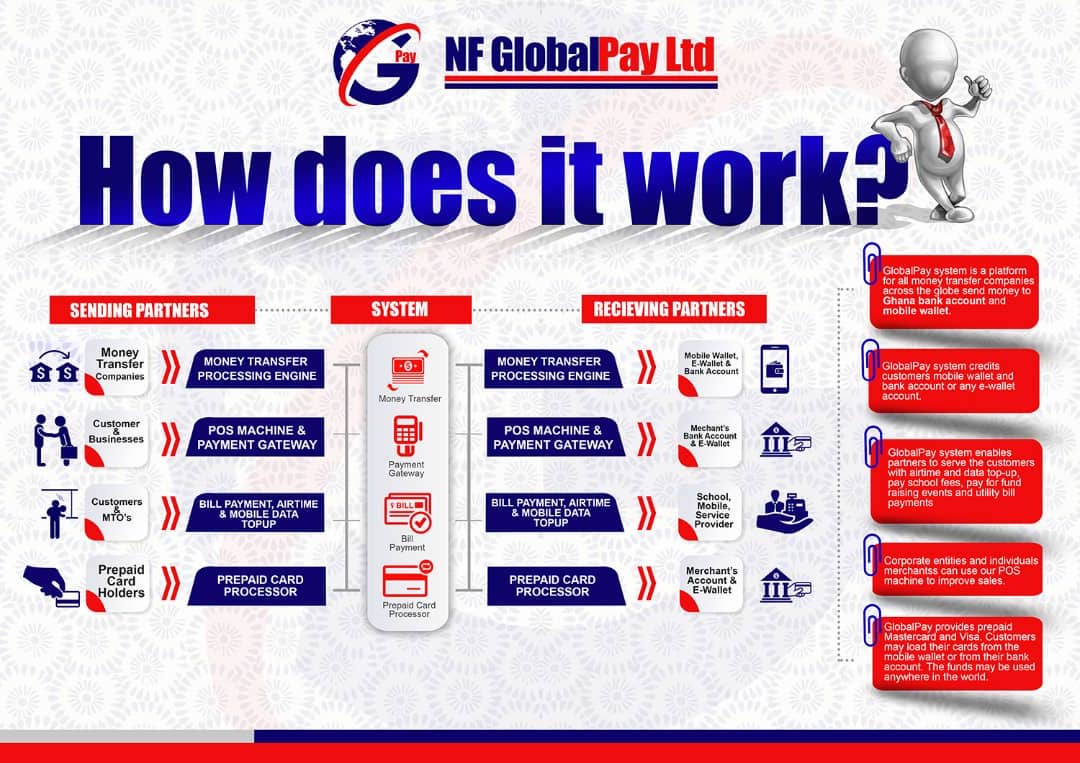 Pay
NF GlobalPay Ltd
How does it work?
SENDING PARTNERS
SYSTEM
RECIEVING PARTNERS
Money
Transfer
Companies
MONEY TRANSFER
PROCESSING ENGINE
Money Transfer
MONEY TRANSFER
PROCESSING ENGINE
Mobile Wallet,
E-Wallet &
Bank Account
Customer
&
Businesses
POS MACHINE &
PAYMENT GATEWAY
Payment
Gateway
POS MACHINE &
PAYMENT GATEWAY
Mechant's
Bank Account
& E-Wallet
Customers
&
MTO's
BILL PAYMENT, AIRTIME
& MOBILE DATA
TOPUP
BILL
Bill
Payment
BILL PAYMENT, AIRTIME
& MOBILE DATA
TOPUP
School,
Mobile,
Service
Provider
Prepaid
Card
Holders
PREPAID CARD
PROCESSOR
Prepaid Card
Processor
PREPAID CARD
PROCESSOR
Merchant's
Account &
E-Wallet
GlobalPay system is a platform
for all money transfer companies
across the globe send money to
Ghana bank account and
mobile wallet.
GlobalPay system credits
customers mobile wallet and
bank account or any e-wallet
account.
GlobalPay system enables
partners to serve the customers
with airtime and data top-up,
pay school fees, pay for fund
raising events and utility bill
payments
Corporate entities and individuals
merchantss can use our POS
machine to improve sales.
GlobalPay provides prepaid
Mastercard and Visa. Customers
may load their cards from the
mobile wallet or from their bank
account. The funds may be used
anywhere in the world.